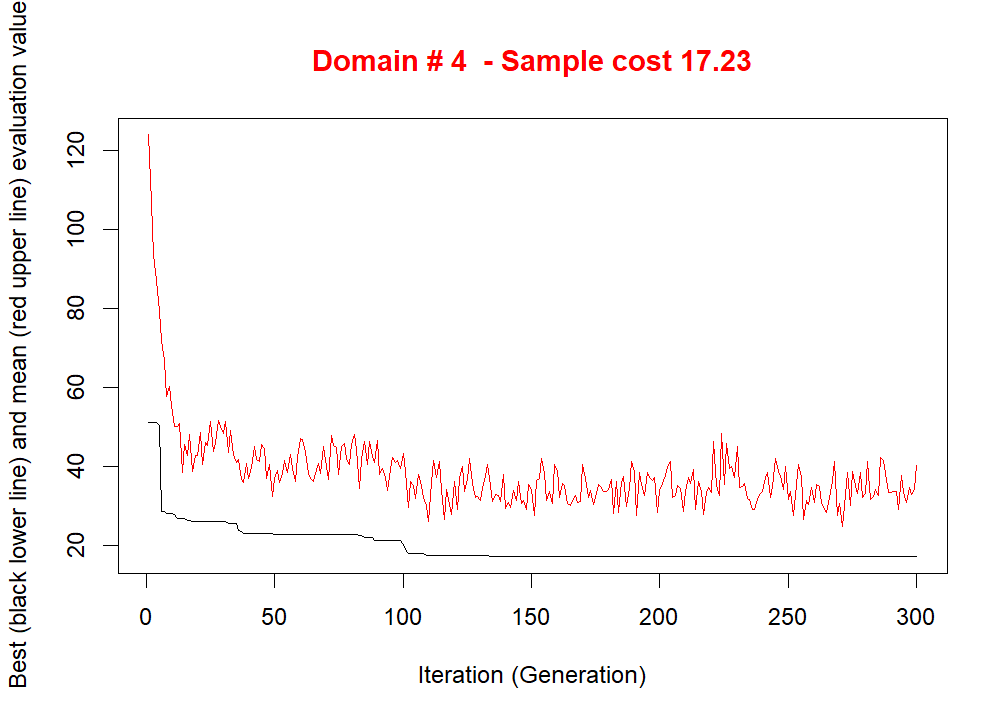 Domain # 4  - Sample cost 17.23
Best (black lower line) and mean (red upper line) evaluation value
120
100
80
60
40
20
0 50 100 150 200 250 300
Iteration (Generation)